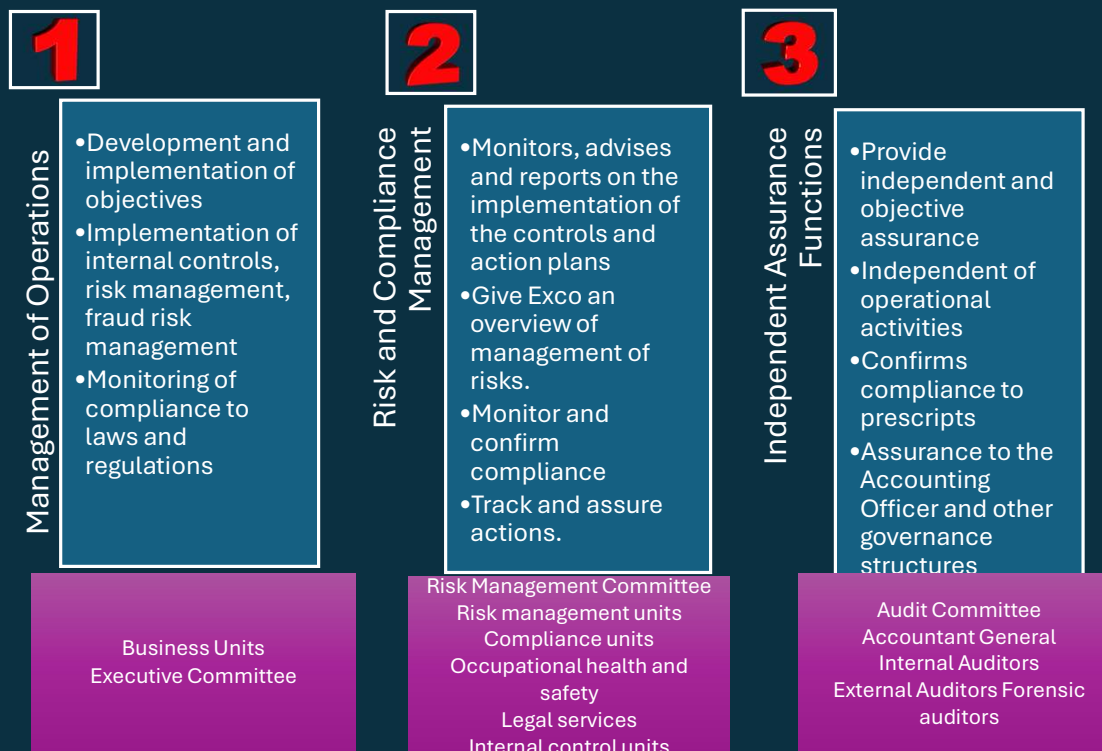 1
Management of Operations
•Development and
implementation of
objectives
•Implementation of
internal controls,
risk management,
fraud risk
management
•Monitoring of
compliance to
laws and
regulations
Business Units
Executive Committee
2
Risk and Compliance
Management
•Monitors, advises
and reports on the
implementation of
the controls and
action plans
•Give Exco an
overview of
management of
risks.
•Monitor and
confirm
compliance
•Track and assure
actions.
Risk Management Committee
Risk management units
Compliance units
Occupational health and
safety
Legal services
Internal control units
3
Independent Assurance
Functions
•Provide
independent and
objective
assurance
•Independent of
operational
activities
•Confirms
compliance to
prescripts
•Assurance to the
Accounting
Officer and other
governance
structures
Audit Committee
Accountant General
Internal Auditors
External Auditors Forensic
auditors